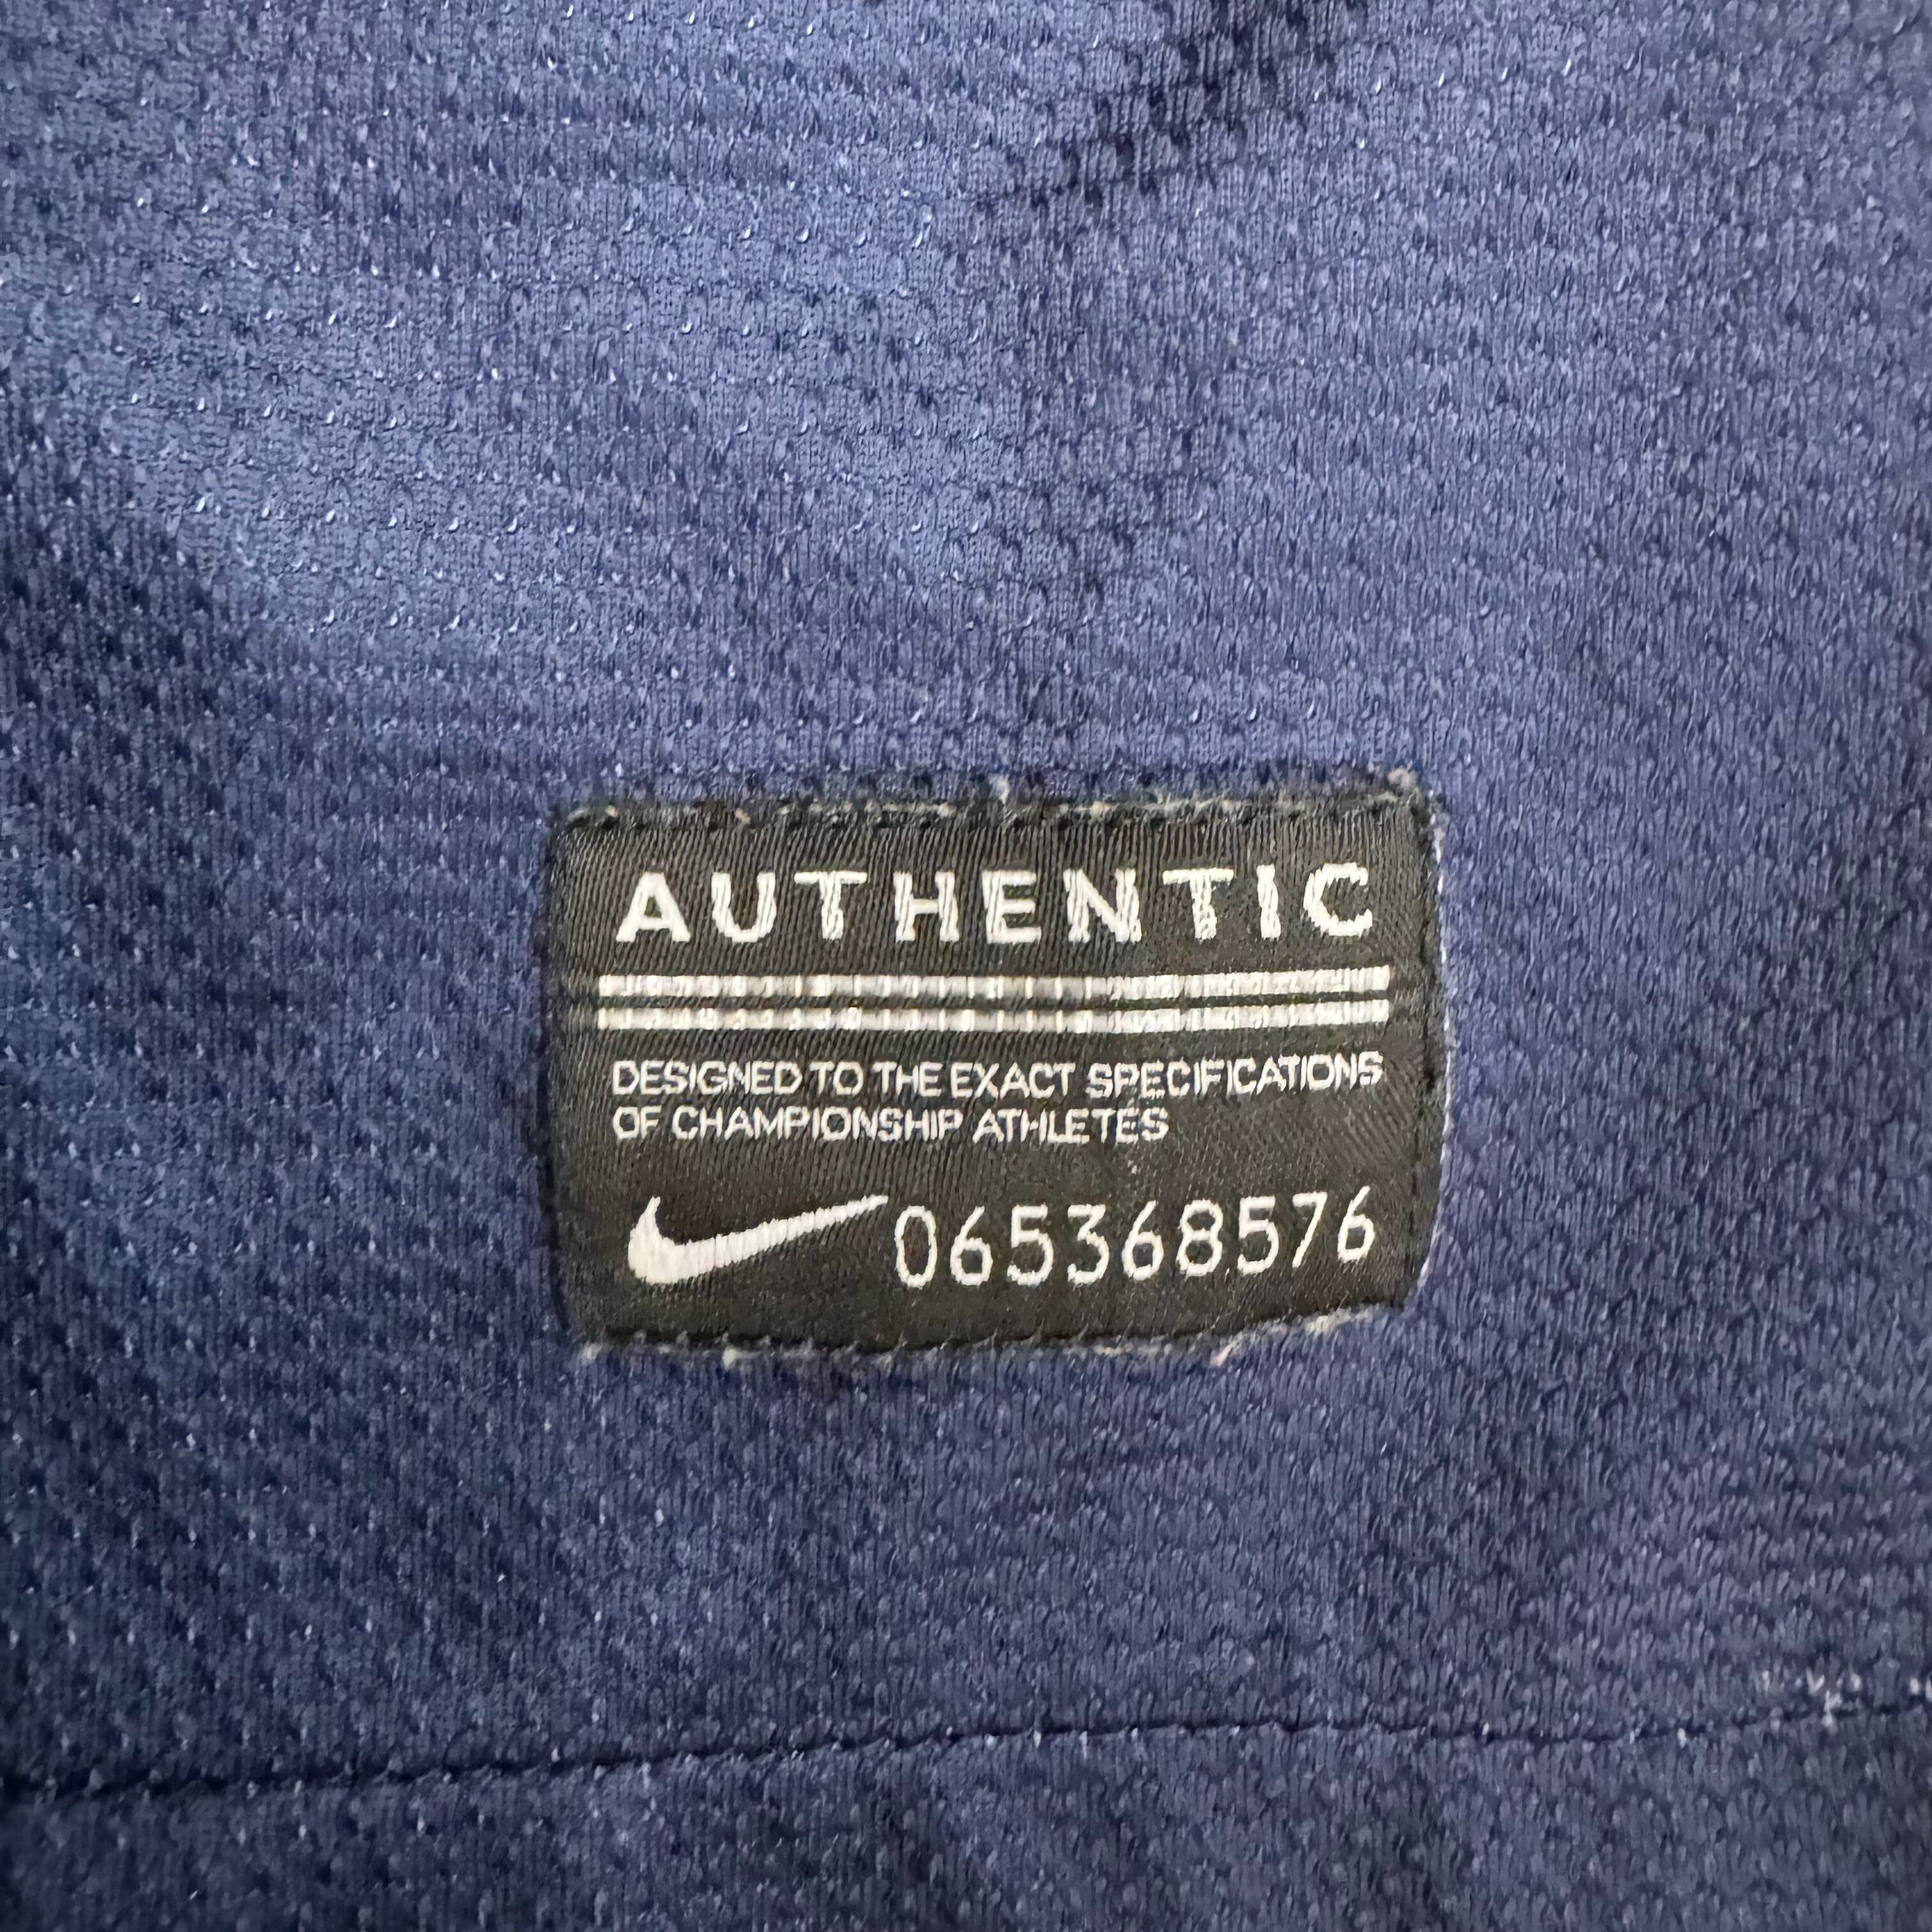 AUTHENTIC
DESIGNED TO THE EXACT SPECIFICATIONS
OF CHAMPIONSHIP ATHLETES
065368576